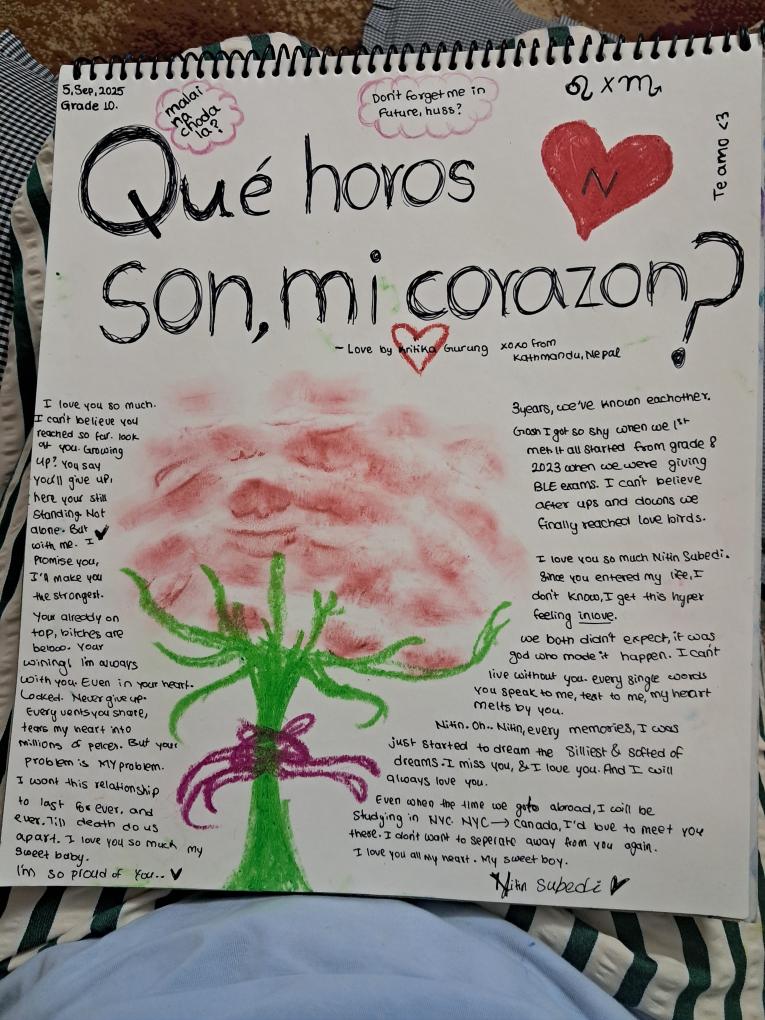 5,Sep,2025
Grade 10.
malai
na
choda
la?
Don't forget me in
Future, huss?
♌ x ♏
Te amo <3
N
Qué horos
son, mi corazon?
~ Love by Kritika Gurung xoxo from
Kathmandu, Nepal
I love you so much.
I can't believe you
reached so far. look
at you. Growing
up? You say
you'll give up,
here your still
standing. Not
alone. But
with me. I
Promise you,
I'll make you
the strongest.
Your already on
top, bitches are
below. Your
wining! I'm always
with you. Even in your heart.
Locked. Never give up.
Every vents you share,
tears my heart into
millions of peices. But your
problem is MY problem.
I want this relationship
to last for ever, and
ever. Till death do us
apart. I love you so much my
sweet baby.
I'm so proud of you..
3years, we've known eachother.
Gosh I got so shy when we 1st
met. It all started from grade 8
2023 when we were giving
BLE exams. I can't believe
after ups and downs we
finally reached love birds.
I love you so much Nitin Subedi.
Since you entered my life, I
don't know, I get this hyper
feeling inlove.
we both didn't expect, it was
god who made it happen. I can't
live without you. every single words
you speak to me, text to me, my heart
melts by you.
Nitin. Oh.. Nitin, every memories, I was
just started to dream the silliest & softed of
dreams. I miss you, & I love you. And I will
always love you.
Even when the time we goto abroad, I will be
studying in NYC. NYC → Canada, I'd love to meet you
there. I don't want to seperate away from you again.
I love you all my heart. My sweet boy.
Nitin Subedi